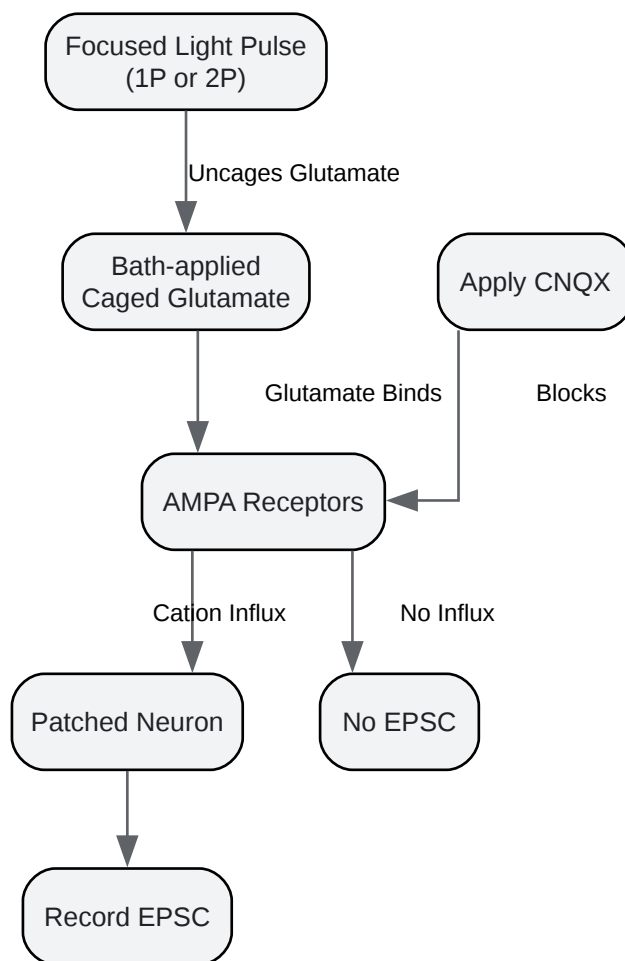 Focused Light Pulse
(1P or 2P)
Uncages Glutamate
Bath-applied
Caged Glutamate
Apply CNQX
Glutamate Binds
Blocks
AMPA Receptors
Cation Influx
No Influx
Patched Neuron
No EPSC
Record EPSC